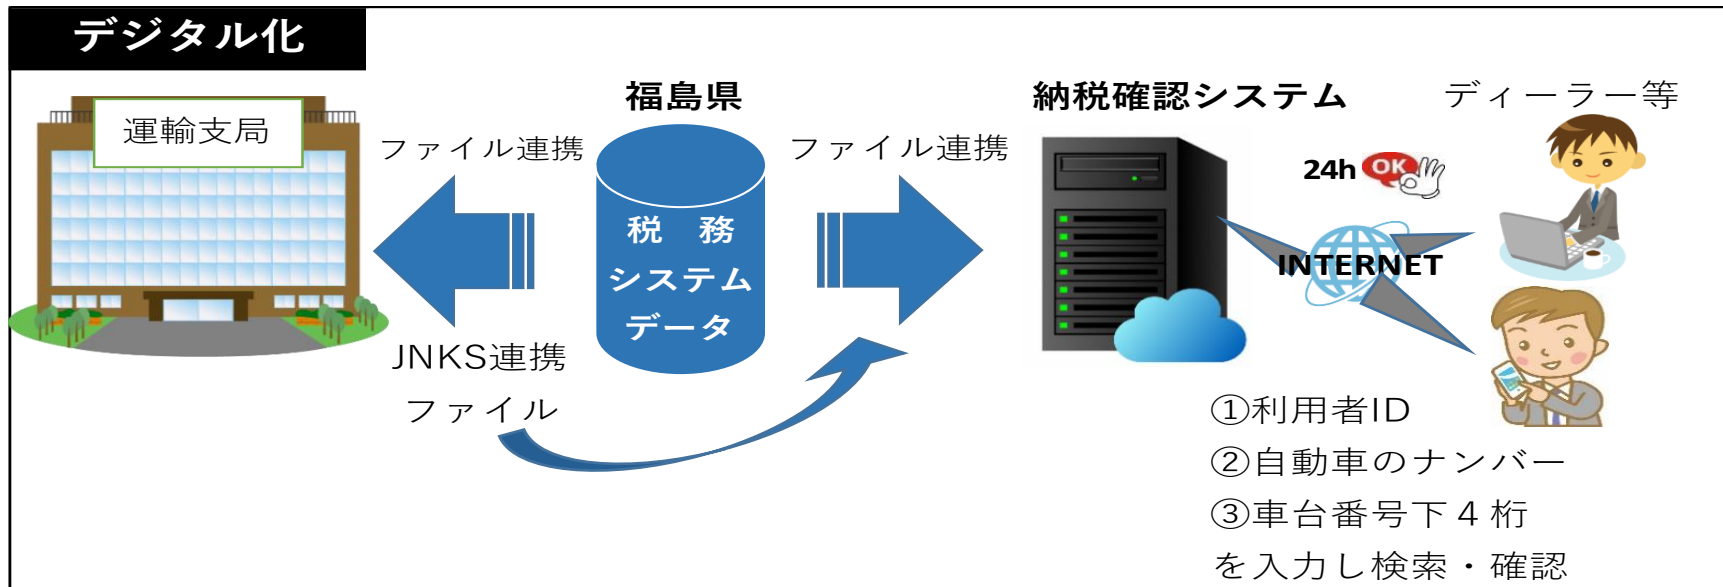 デジタル化
運輸支局
ファイル連携
JNKS連携
ファイル
福島県
税　務
システム
データ
ファイル連携
納税確認システム
ディーラー等
24h OK
INTERNET
①利用者ID
②自動車のナンバー
③車台番号下４桁
を入力し検索・確認